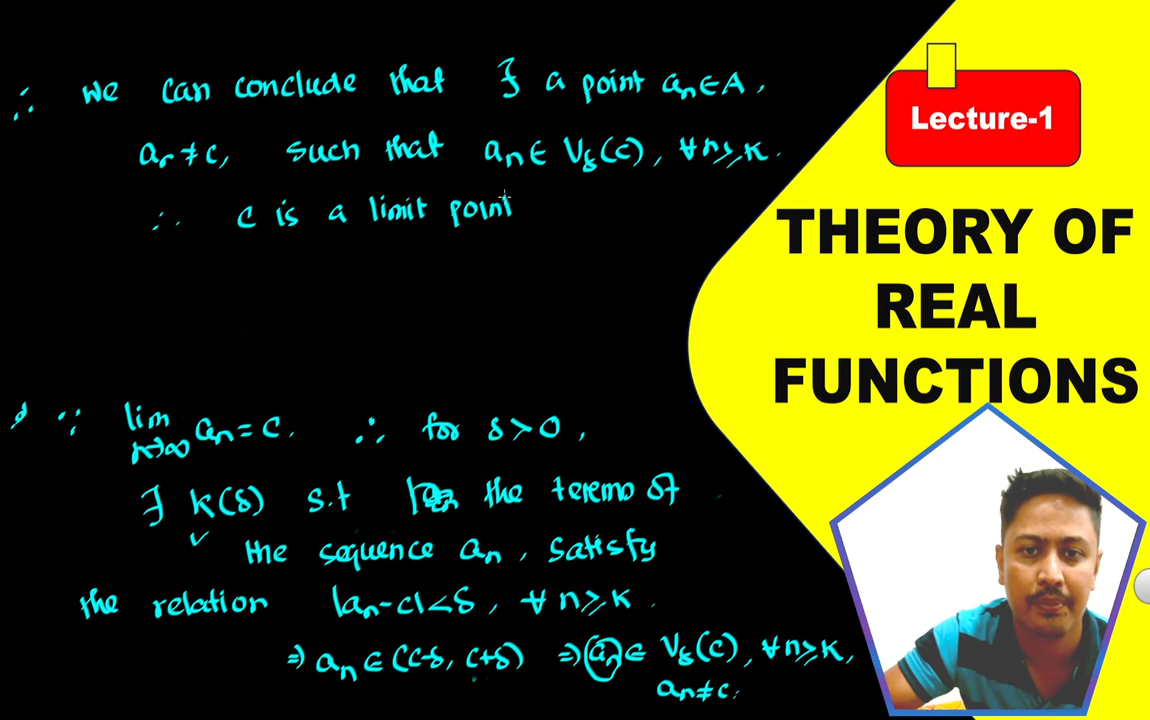 ∴ we can conclude that ∃ a point aₙ∈A,
aₙ≠c, such that aₙ∈ V_δ(c), ∀n≥K.
∴ c is a limit point
∵ lim n→∞ aₙ = c. ∴ for δ>0,
∃ K(δ) s.t the terems of
the sequence aₙ, satisfy
the relation |aₙ-c|<δ, ∀ n≥K.
⇒ aₙ∈(c-δ, c+δ) ⇒ aₙ∈ V_δ(c), ∀n≥K,
aₙ≠c.
Lecture-1
THEORY OF
REAL
FUNCTIONS